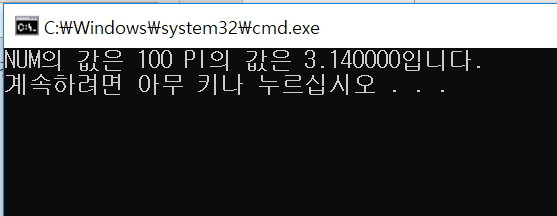 C:₩Windows₩system32₩cmd.exe
NUM의 값은 100 PI의 값은 3.140000입니다.
계속하려면 아무 키나 누르십시오 . . .